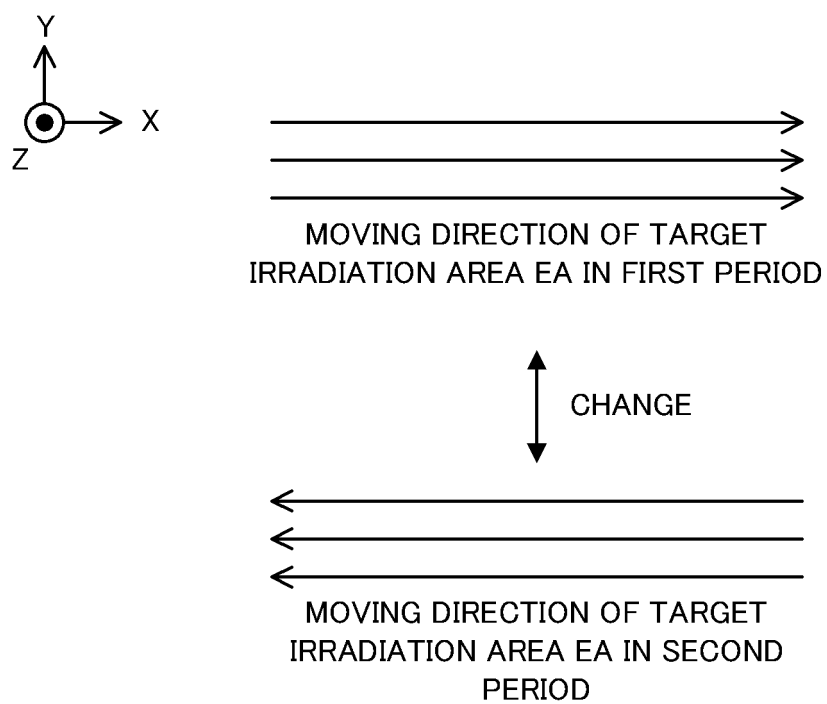 Y
X
Z
MOVING DIRECTION OF TARGET
IRRADIATION AREA EA IN FIRST PERIOD
CHANGE
MOVING DIRECTION OF TARGET
IRRADIATION AREA EA IN SECOND
PERIOD